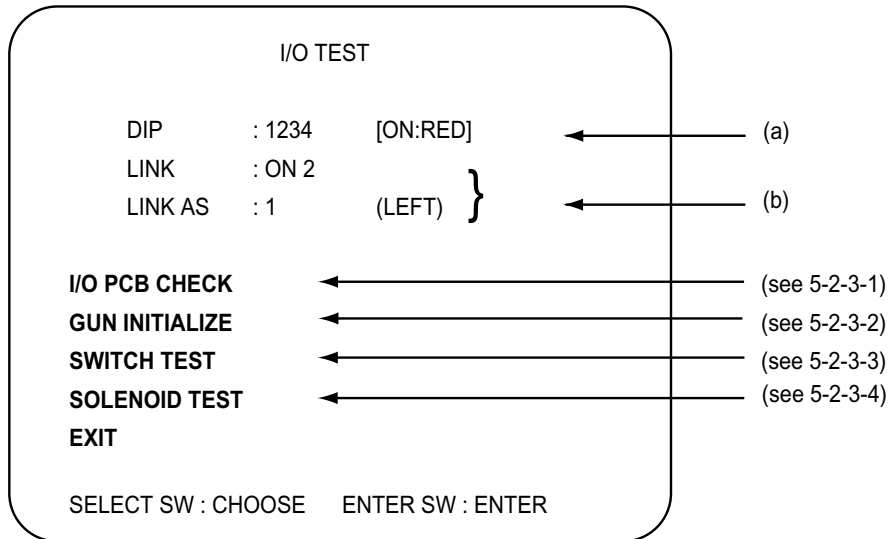 I/O TEST
DIP : 1234 [ON:RED] (a)
LINK : ON 2
LINK AS : 1 (LEFT) } (b)
I/O PCB CHECK (see 5-2-3-1)
GUN INITIALIZE (see 5-2-3-2)
SWITCH TEST (see 5-2-3-3)
SOLENOID TEST (see 5-2-3-4)
EXIT
SELECT SW : CHOOSE ENTER SW : ENTER